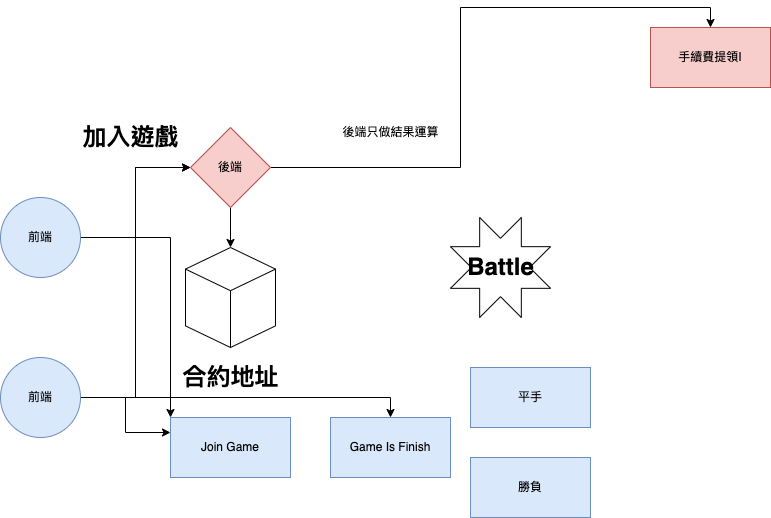 手續費提領I
加入遊戲
後端只做結果運算
後端
前端
Battle
合約地址
前端
平手
Join Game
Game Is Finish
勝負